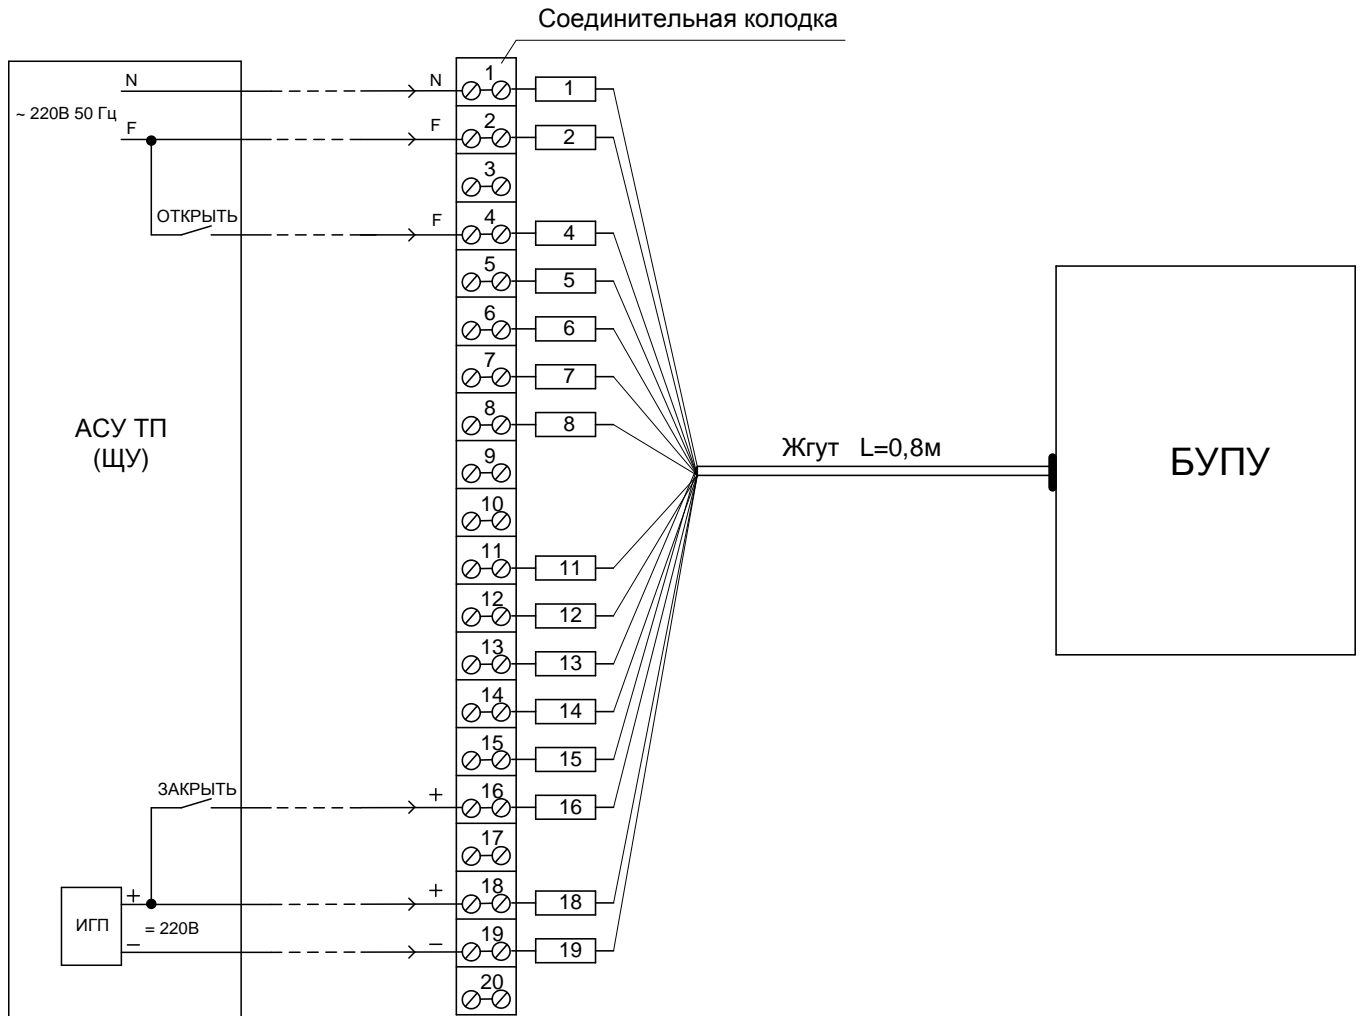 Соединительная колодка
N
N
1
1
~ 220В 50 Гц
F
F
2
2
3
ОТКРЫТЬ
F
4
4
5
5
6
6
7
7
8
8
АСУ ТП
(ЩУ)
Жгут L=0,8м
БУПУ
9
10
11
11
12
12
13
13
14
14
15
15
ЗАКРЫТЬ
+
16
16
17
+
+
18
18
ИГП
= 220В
–
–
19
19
20